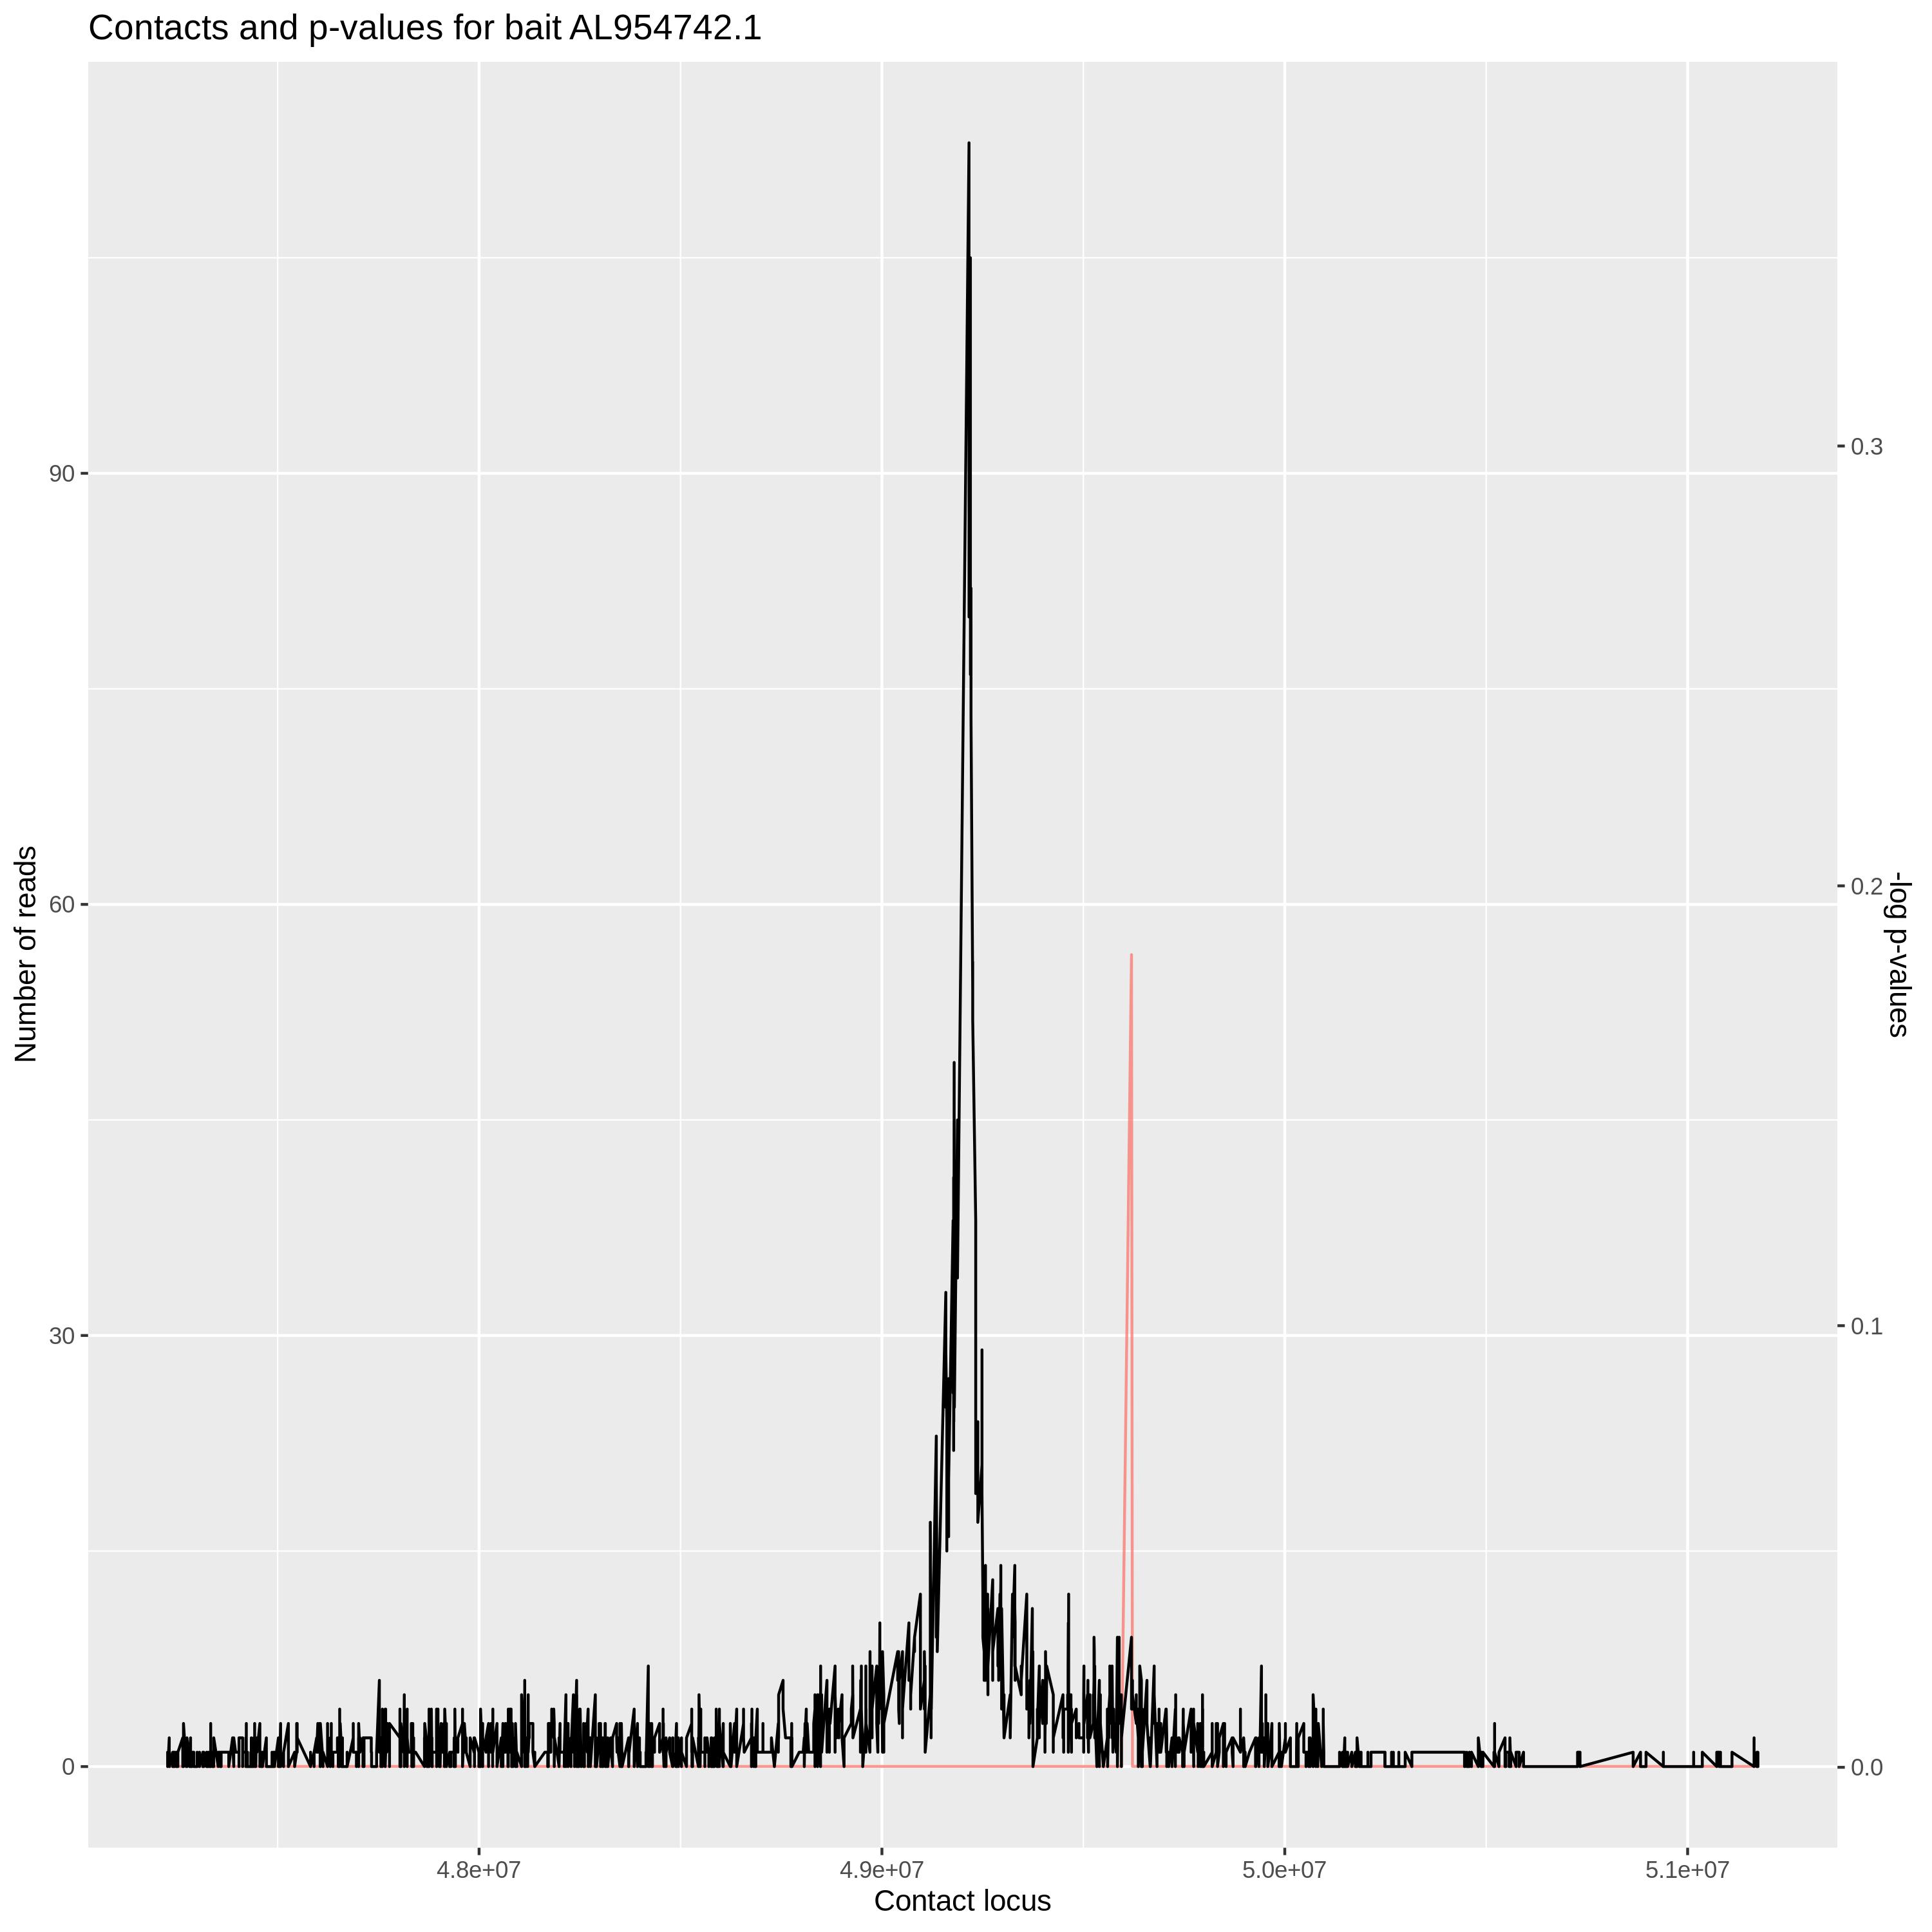 Contacts and p-values for bait AL954742.1
Number of reads
90
60
30
0
0.3
0.2
0.1
0.0
-log p-values
4.8e+07
4.9e+07
5.0e+07
5.1e+07
Contact locus